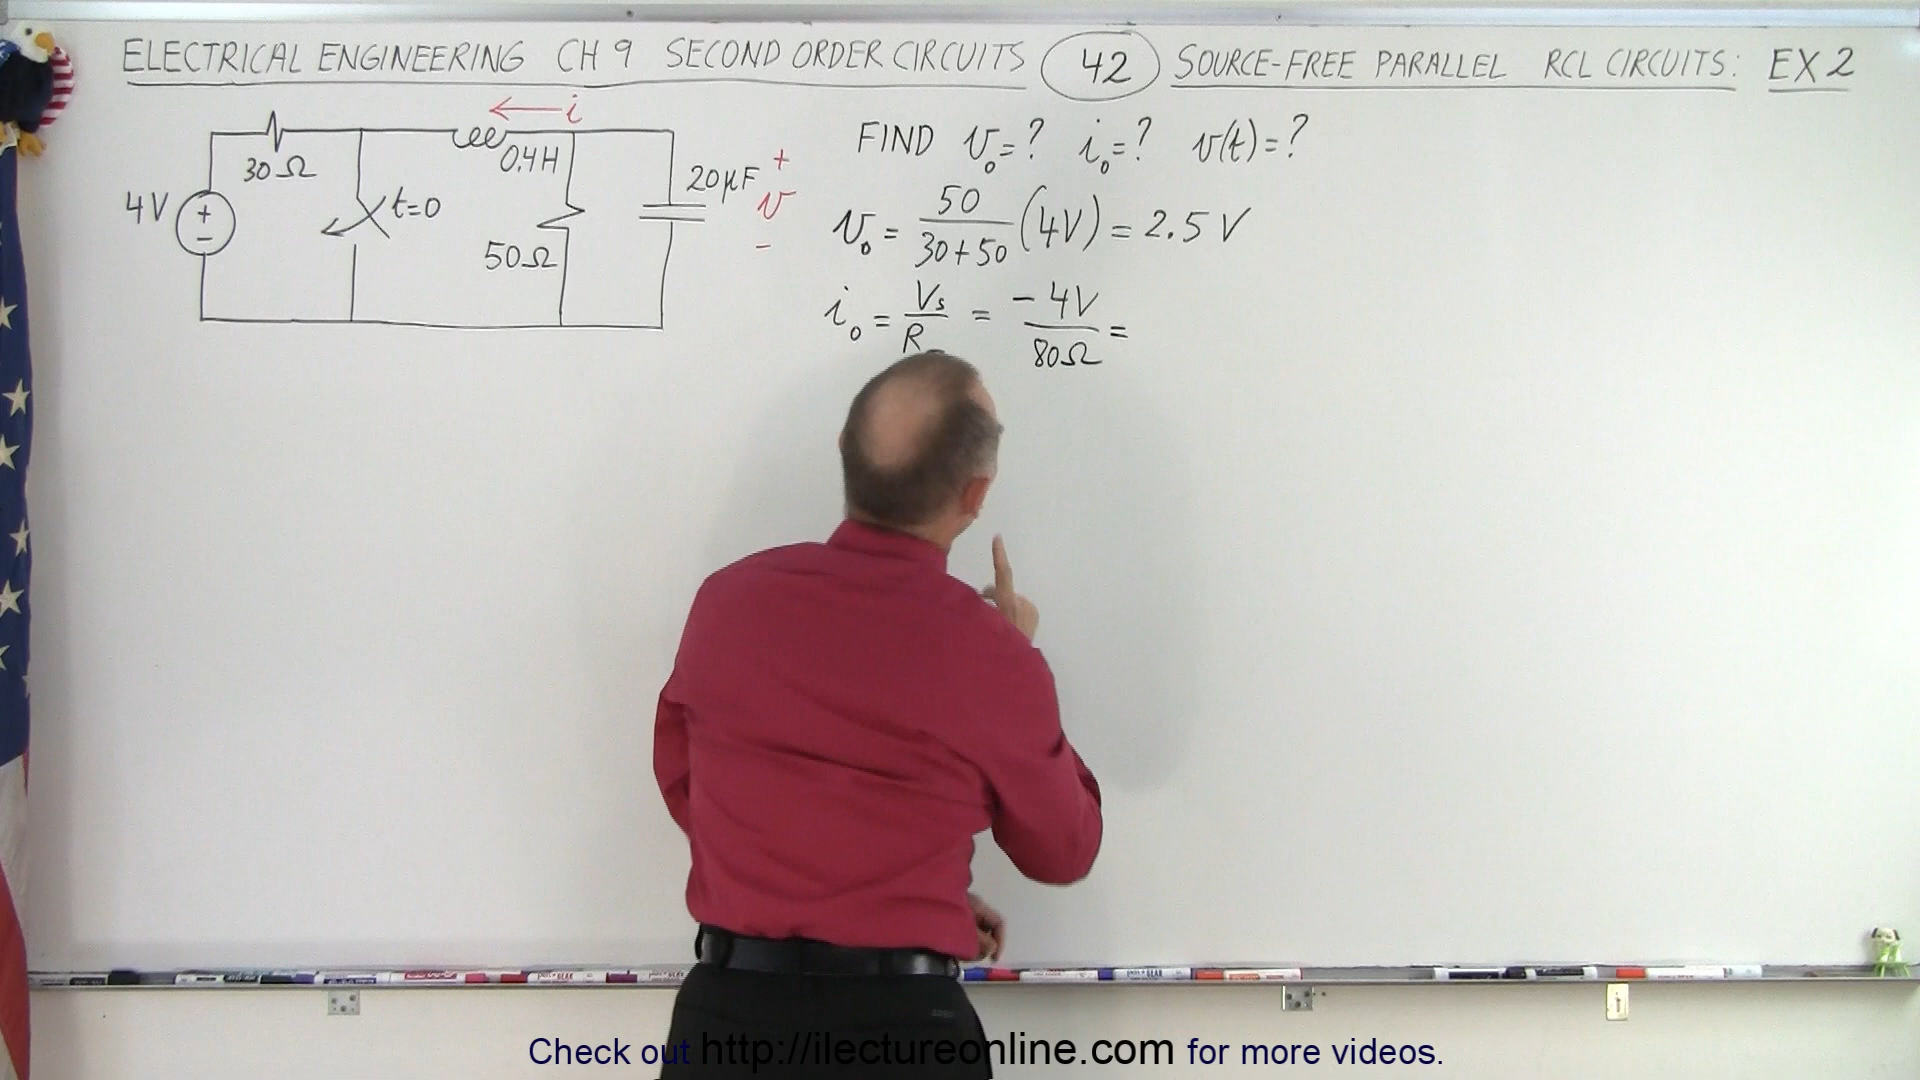 ELECTRICAL ENGINEERING CH 9 SECOND ORDER CIRCUITS 42 SOURCE-FREE PARALLEL RCL CIRCUITS: EX 2
i
30Ω
0.4H
4V
+
−
t=0
50Ω
20μF
+
v
−
FIND v₀=? i₀=? v(t)=?
v₀ = 50/(30+50) (4V) = 2.5 V
i₀ = Vs/R = −4V/80Ω =
Check out http://ilectureonline.com for more videos.